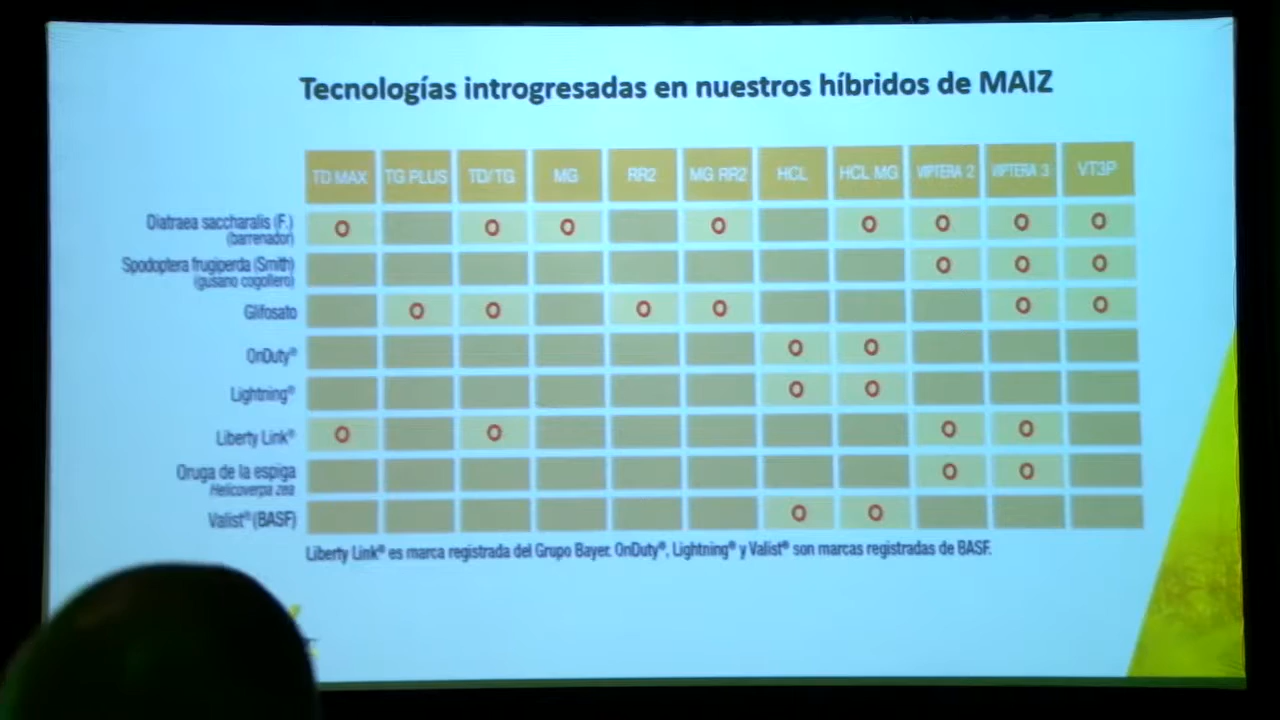 Tecnologías introgresadas en nuestros híbridos de MAIZ
TD MAX TG PLUS TD/TG MG RR2 MG RR2 HCL HCL MG VIPTERA 2 VIPTERA 3 VT3P
Diatraea saccharalis (F.) O O O O O O O O
(barrenador)
Spodoptera frugiperda (Smith) O O O
(gusano cogollero)
Glifosato O O O O O O
OnDuty® O O
Lightning® O O
Liberty Link® O O O O
Oruga de la espiga O O
Helicoverpa zea
Valist® (BASF) O O
Liberty Link® es marca registrada del Grupo Bayer. OnDuty®, Lightning® y Valist® son marcas registradas de BASF.